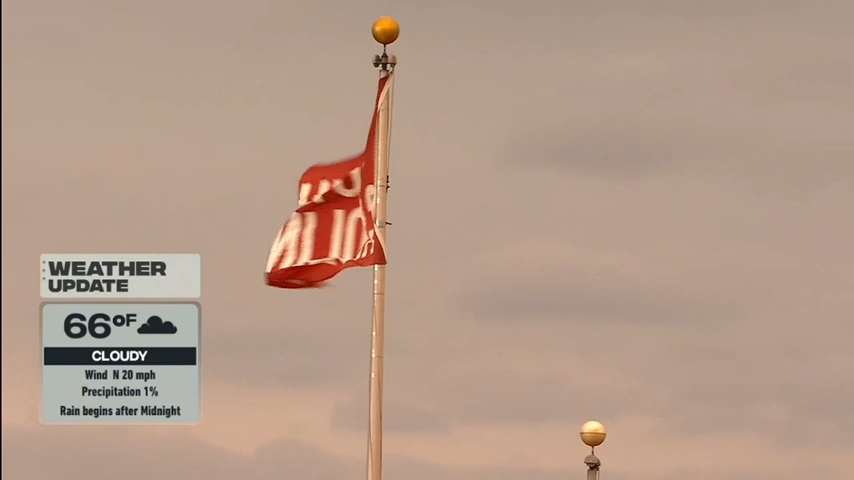 WEATHER
UPDATE
66°F
CLOUDY
Wind N 20 mph
Precipitation 1%
Rain begins after Midnight